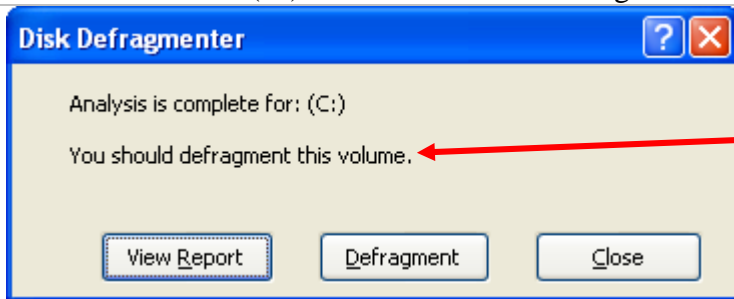 Disk Defragmenter
Analysis is complete for: (C:)
You should defragment this volume.
View Report Defragment Close